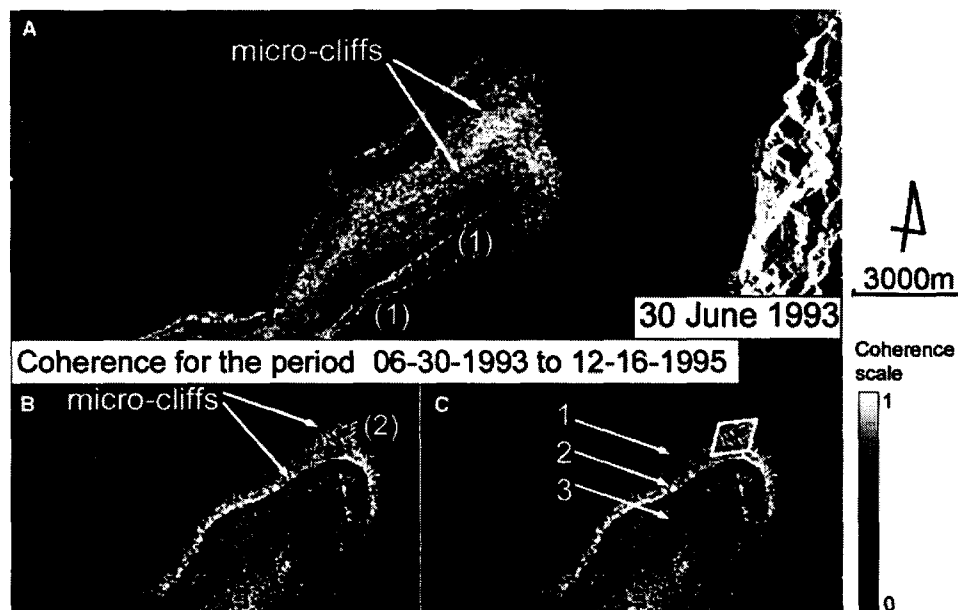 A
micro-cliffs
(1)
(1)
3000m
30 June 1993
Coherence for the period 06-30-1993 to 12-16-1995
Coherence
scale
1
0
B
micro-cliffs
(2)
C
1
2
3